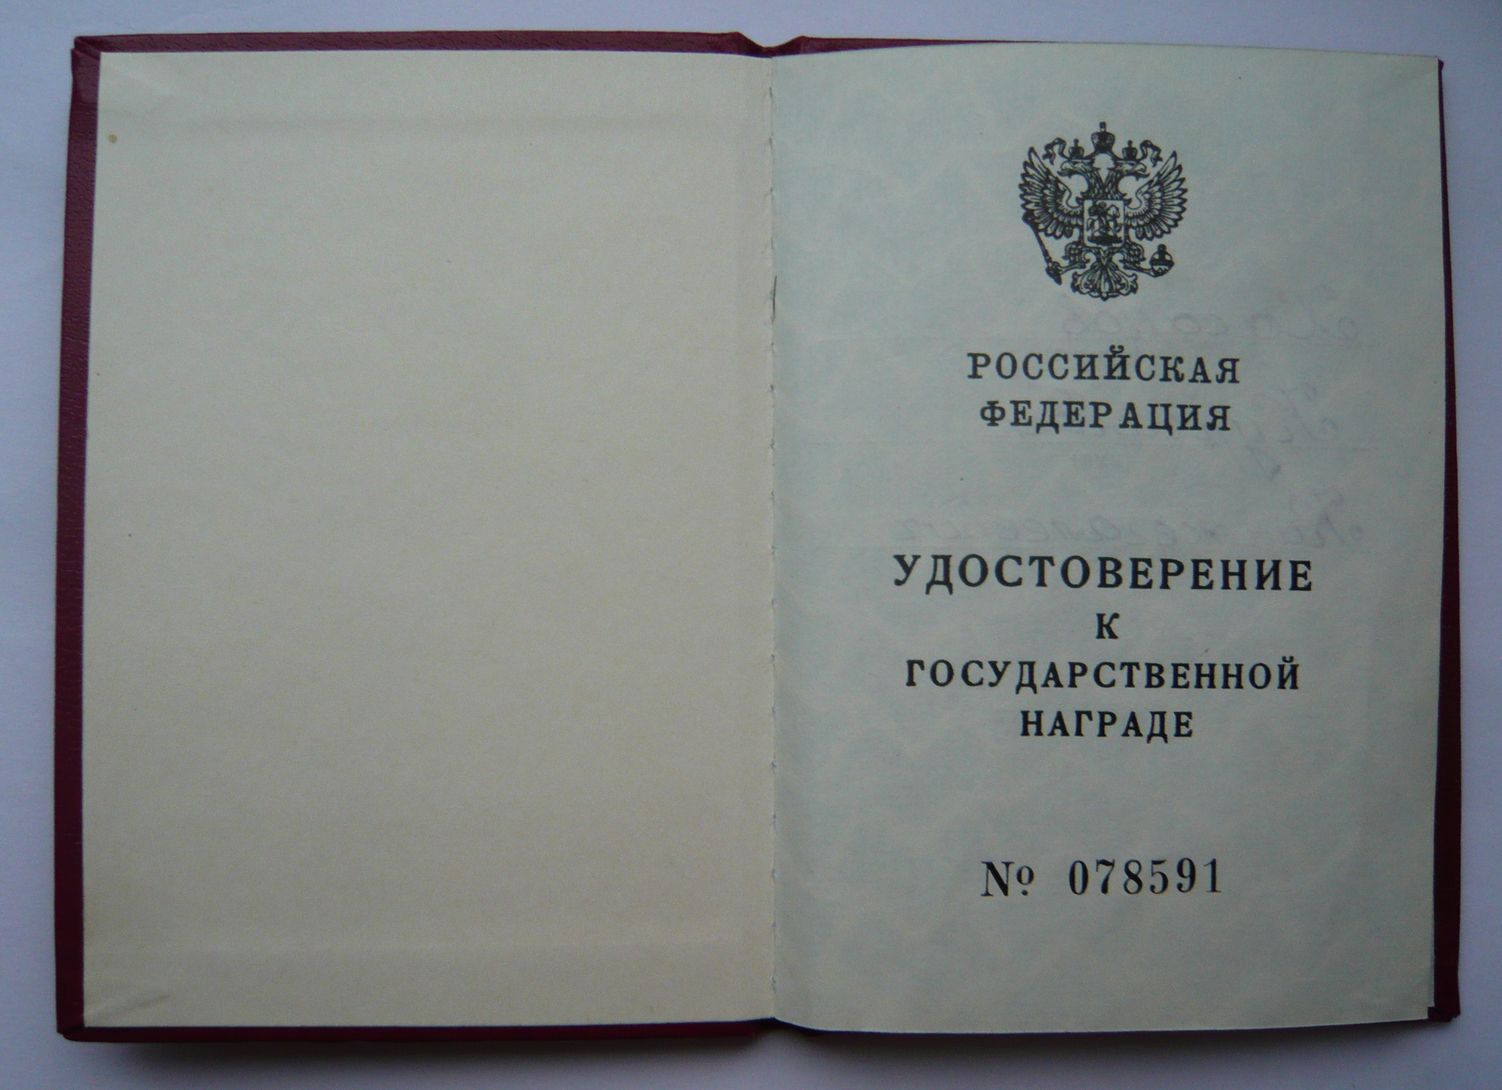 РОССИЙСКАЯ
ФЕДЕРАЦИЯ
УДОСТОВЕРЕНИЕ
К
ГОСУДАРСТВЕННОЙ
НАГРАДЕ
№ 078591